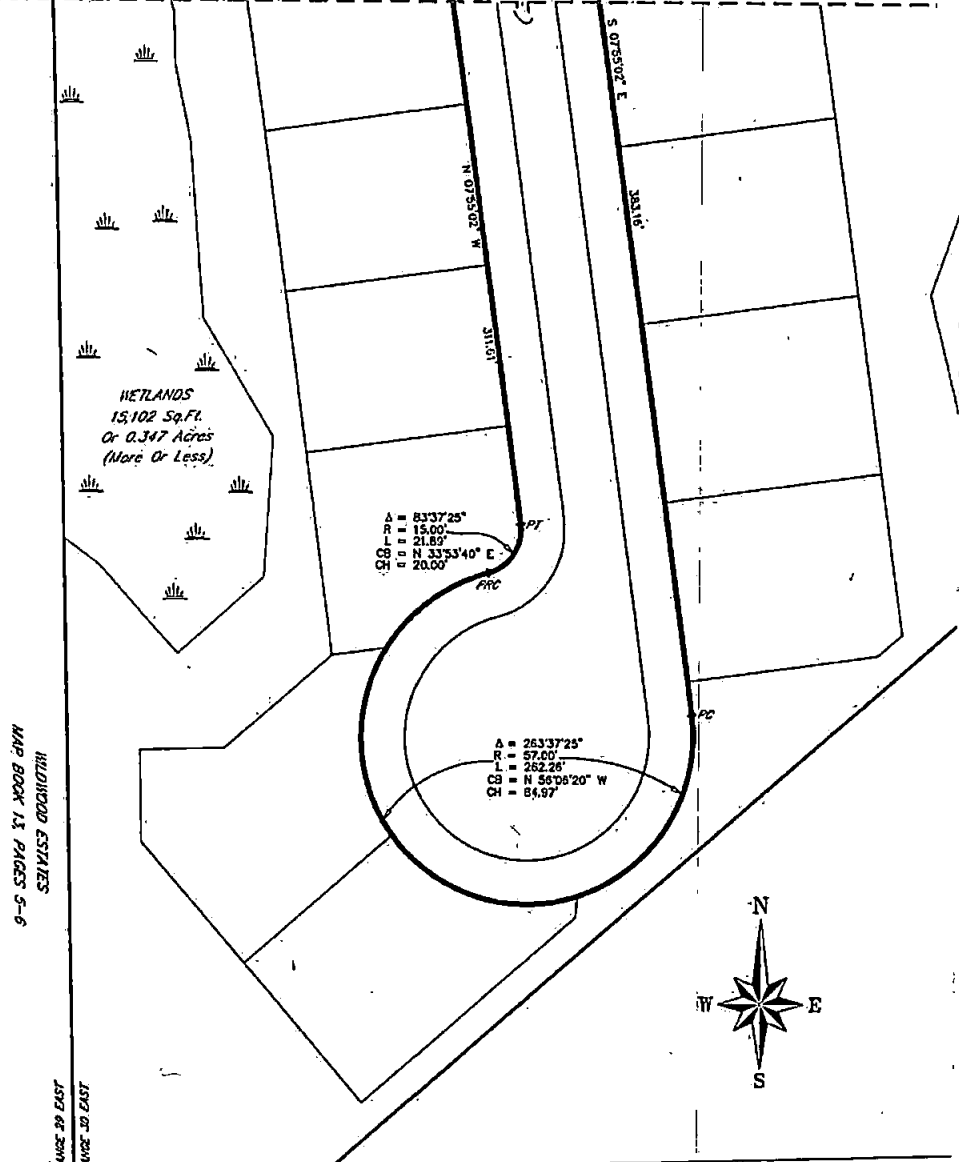 S 07°55'02" E
383.16'
N 07°55'02" W
311.61'
WETLANDS
15,102 Sq.Ft.
Or 0.347 Acres
(More Or Less)
Δ = 83°37'25"
R = 15.00'
L = 21.89'
CB = N 33°53'40" E
CH = 20.00'
PT
PRC
PC
Δ = 263°37'25"
R = 57.00'
L = 262.26'
CB = N 56°06'20" W
CH = 84.97'
WILDWOOD ESTATES
MAP BOOK 13, PAGES 5-6
N
W
E
S
ANGE 29 EAST
ANGE 30 EAST